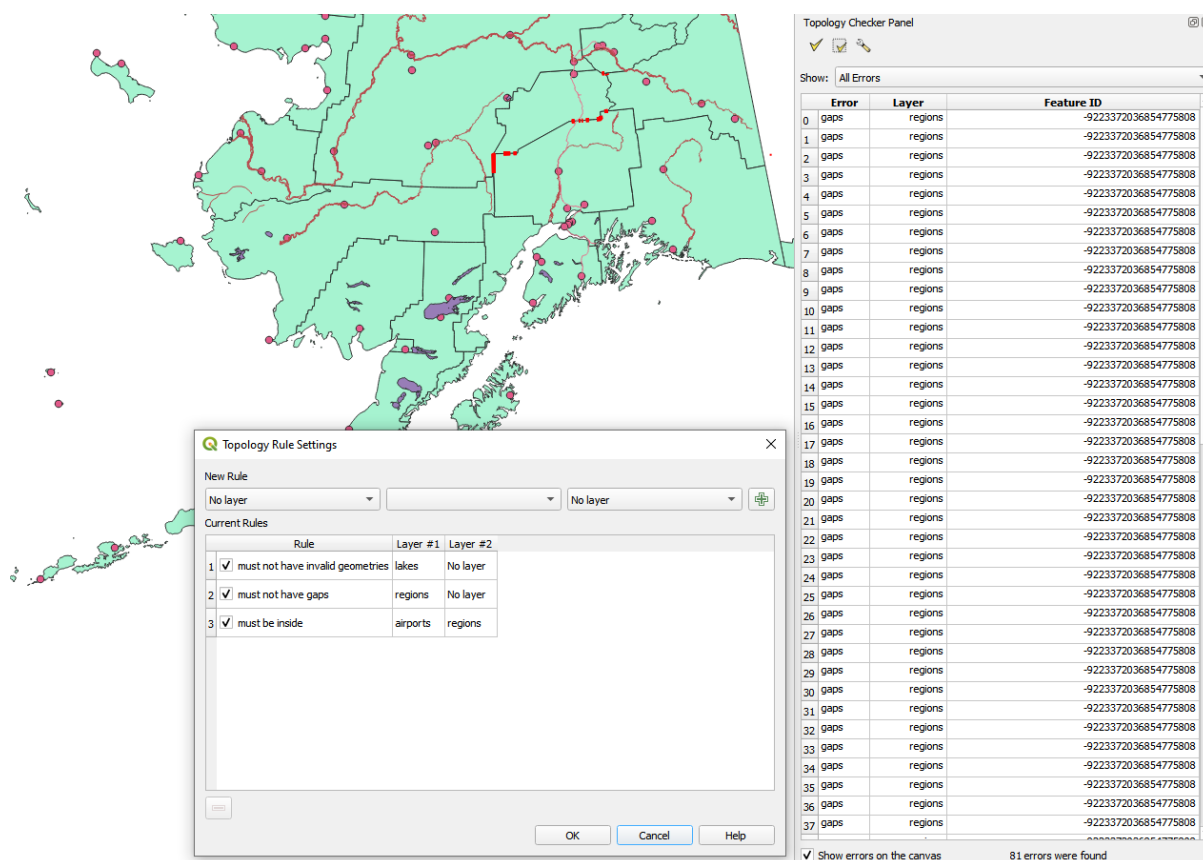 Topology Checker Panel
Show: All Errors
Error Layer Feature ID
0 gaps regions -9223372036854775808
1 gaps regions -9223372036854775808
2 gaps regions -9223372036854775808
3 gaps regions -9223372036854775808
4 gaps regions -9223372036854775808
5 gaps regions -9223372036854775808
6 gaps regions -9223372036854775808
7 gaps regions -9223372036854775808
8 gaps regions -9223372036854775808
9 gaps regions -9223372036854775808
10 gaps regions -9223372036854775808
11 gaps regions -9223372036854775808
12 gaps regions -9223372036854775808
13 gaps regions -9223372036854775808
14 gaps regions -9223372036854775808
15 gaps regions -9223372036854775808
16 gaps regions -9223372036854775808
17 gaps regions -9223372036854775808
18 gaps regions -9223372036854775808
19 gaps regions -9223372036854775808
20 gaps regions -9223372036854775808
21 gaps regions -9223372036854775808
22 gaps regions -9223372036854775808
23 gaps regions -9223372036854775808
24 gaps regions -9223372036854775808
25 gaps regions -9223372036854775808
26 gaps regions -9223372036854775808
27 gaps regions -9223372036854775808
28 gaps regions -9223372036854775808
29 gaps regions -9223372036854775808
30 gaps regions -9223372036854775808
31 gaps regions -9223372036854775808
32 gaps regions -9223372036854775808
33 gaps regions -9223372036854775808
34 gaps regions -9223372036854775808
35 gaps regions -9223372036854775808
36 gaps regions -9223372036854775808
37 gaps regions -9223372036854775808
Show errors on the canvas 81 errors were found
Topology Rule Settings
New Rule
No layer No layer
Current Rules
Rule Layer #1 Layer #2
1 must not have invalid geometries lakes No layer
2 must not have gaps regions No layer
3 must be inside airports regions
OK Cancel Help